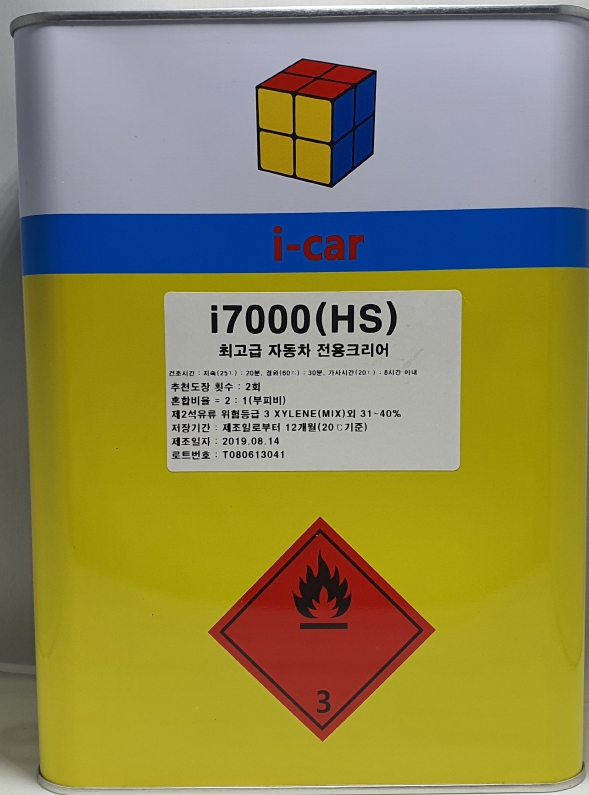 i-car
i7000(HS)
최고급 자동차 전용크리어
건조시간 : 지촉(25℃) : 20분, 경화(60℃) : 30분, 가사시간(20℃) : 8시간 이내
추천도장 횟수 : 2회
혼합비율 = 2 : 1(부피비)
제2석유류 위험등급 3 XYLENE(MIX)외 31~40%
저장기간 : 제조일로부터 12개월(20℃기준)
제조일자 : 2019.08.14
로트번호 : T080613041
3